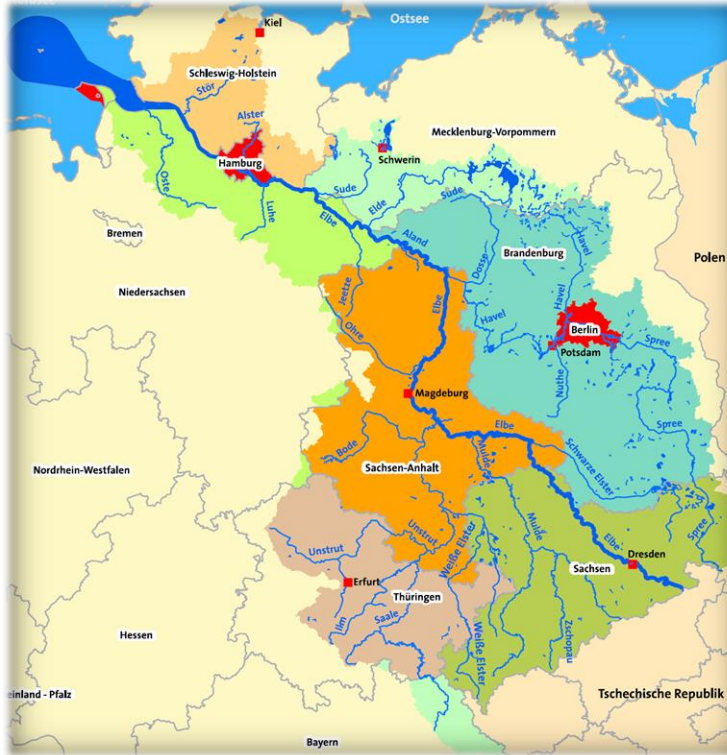 Kiel
Ostsee
Schleswig-Holstein
Stör
Alster
Mecklenburg-Vorpommern
Hamburg
Schwerin
Oste
Luhe
Sude
Elde
Sude
Elbe
Bremen
Aland
Dosse
Brandenburg
Havel
Polen
Niedersachsen
Jeetze
Elbe
Havel
Havel
Berlin
Spree
Ohre
Potsdam
Nuthe
Magdeburg
Elbe
Spree
Bode
Mulde
Schwarze Elster
Nordrhein-Westfalen
Sachsen-Anhalt
Unstrut
Weiße Elster
Mulde
Elbe
Spree
Unstrut
Dresden
Erfurt
Thüringen
Sachsen
Ilm
Saale
Weiße Elster
Zschopau
Hessen
einland - Pfalz
Tschechische Republik
Bayern